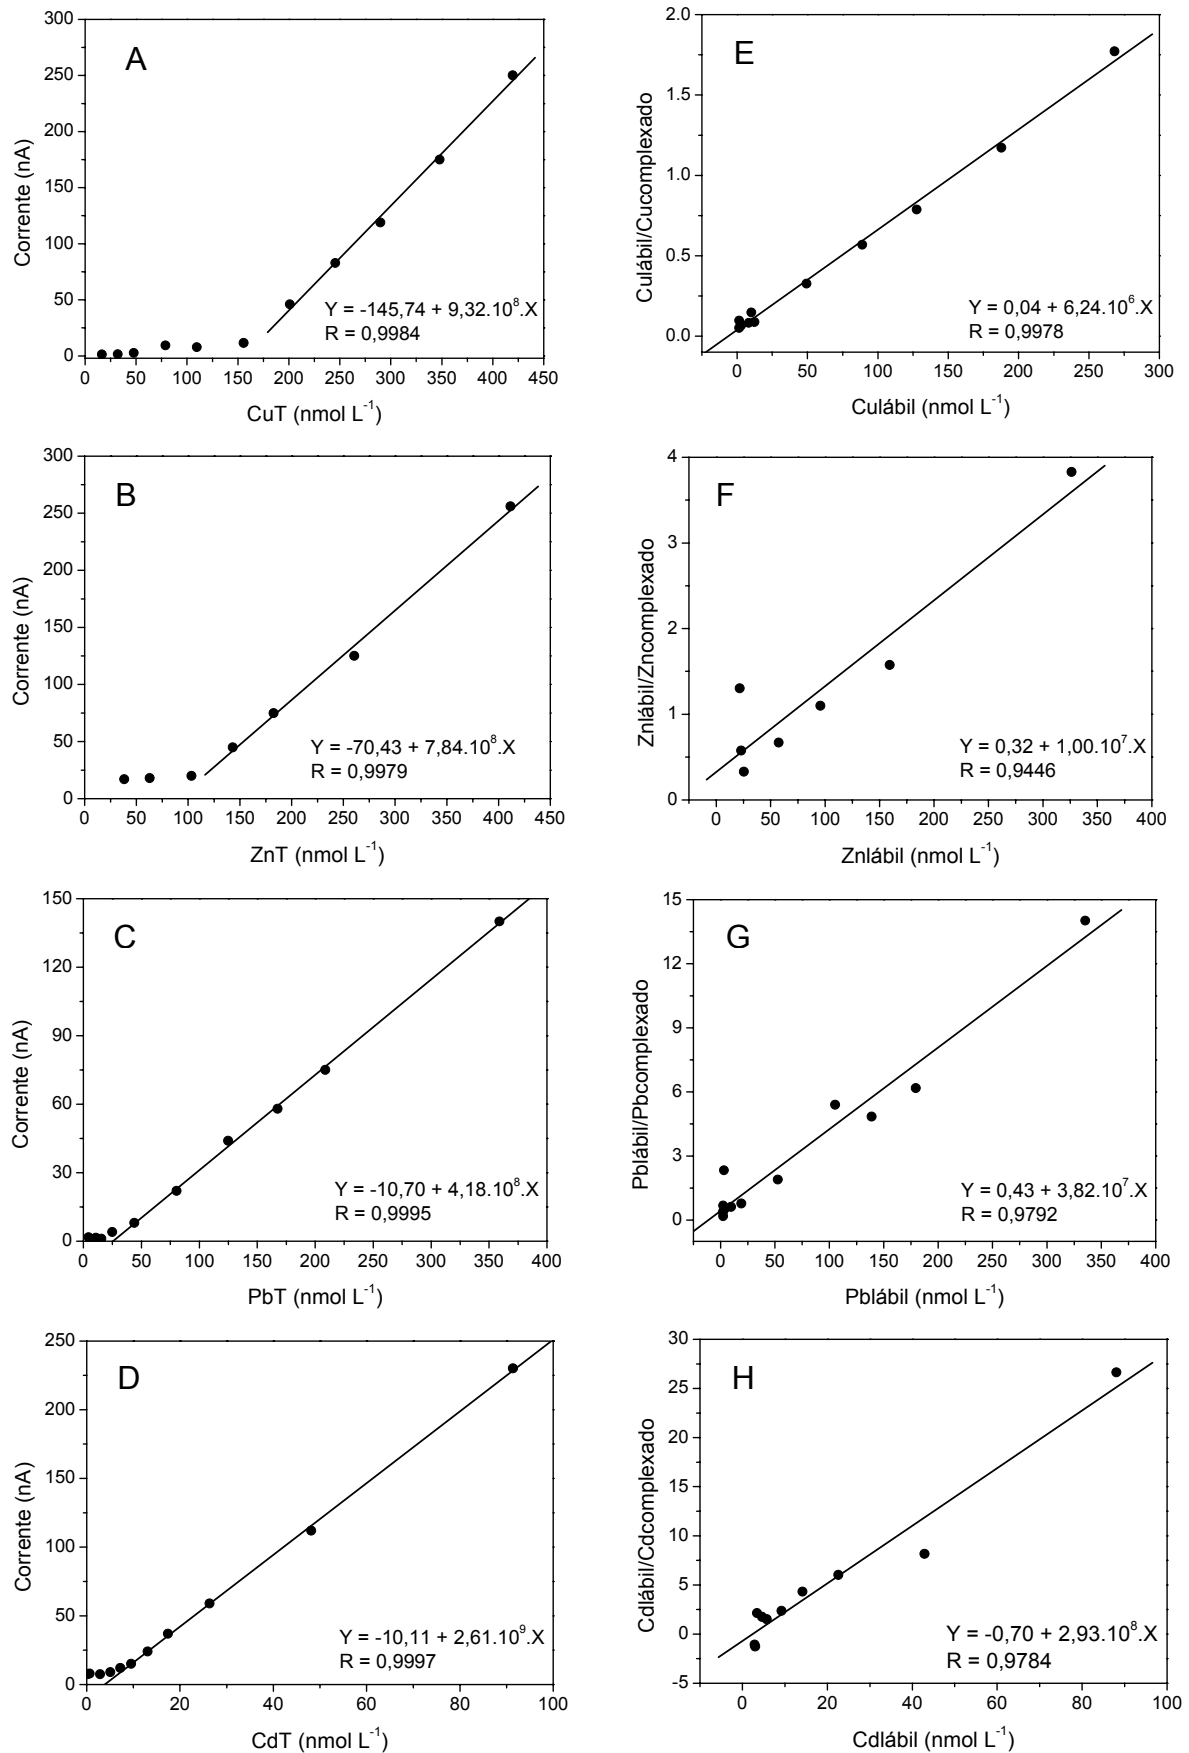 A
Corrente (nA)
300
250
200
150
100
50
0
Y = -145,74 + 9,32.10⁸.X
R = 0,9984
0 50 100 150 200 250 300 350 400 450
CuT (nmol L⁻¹)
E
Culábil/Cucomplexado
2.0
1.5
1.0
0.5
0.0
Y = 0,04 + 6,24.10⁶.X
R = 0,9978
0 50 100 150 200 250 300
Culábil (nmol L⁻¹)
B
Corrente (nA)
300
250
200
150
100
50
0
Y = -70,43 + 7,84.10⁸.X
R = 0,9979
0 50 100 150 200 250 300 350 400 450
ZnT (nmol L⁻¹)
F
Znlábil/Zncomplexado
4
3
2
1
0
Y = 0,32 + 1,00.10⁷.X
R = 0,9446
0 50 100 150 200 250 300 350 400
Znlábil (nmol L⁻¹)
C
Corrente (nA)
150
120
90
60
30
0
Y = -10,70 + 4,18.10⁸.X
R = 0,9995
0 50 100 150 200 250 300 350 400
PbT (nmol L⁻¹)
G
Pblábil/Pbcomplexado
15
12
9
6
3
0
Y = 0,43 + 3,82.10⁷.X
R = 0,9792
0 50 100 150 200 250 300 350 400
Pblábil (nmol L⁻¹)
D
Corrente (nA)
250
200
150
100
50
0
Y = -10,11 + 2,61.10⁹.X
R = 0,9997
0 20 40 60 80 100
CdT (nmol L⁻¹)
H
Cdlábil/Cdcomplexado
30
25
20
15
10
5
0
-5
Y = -0,70 + 2,93.10⁸.X
R = 0,9784
0 20 40 60 80 100
Cdlábil (nmol L⁻¹)